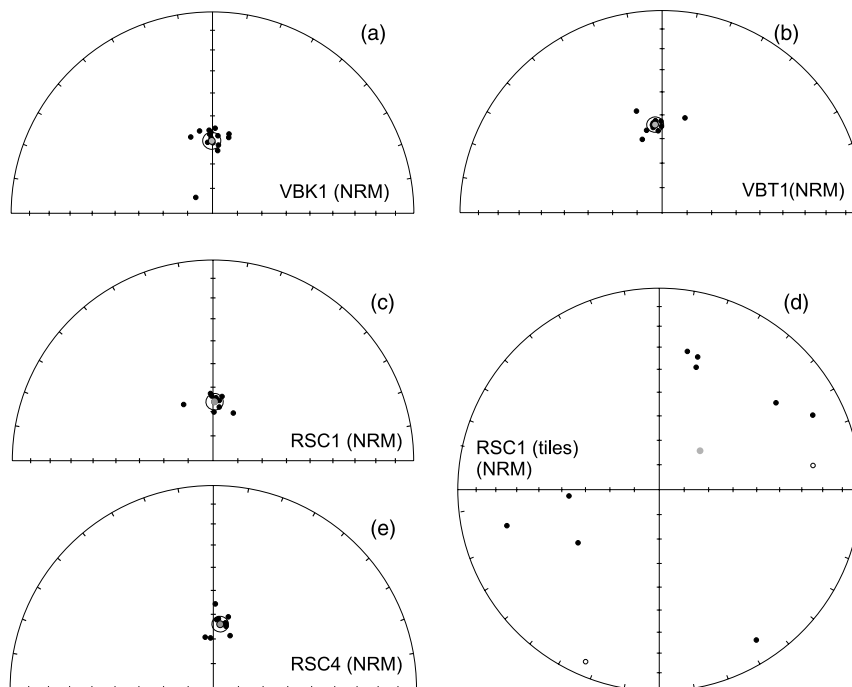 (a)
VBK1 (NRM)
(b)
VBT1(NRM)
(c)
RSC1 (NRM)
(d)
RSC1 (tiles)
(NRM)
(e)
RSC4 (NRM)